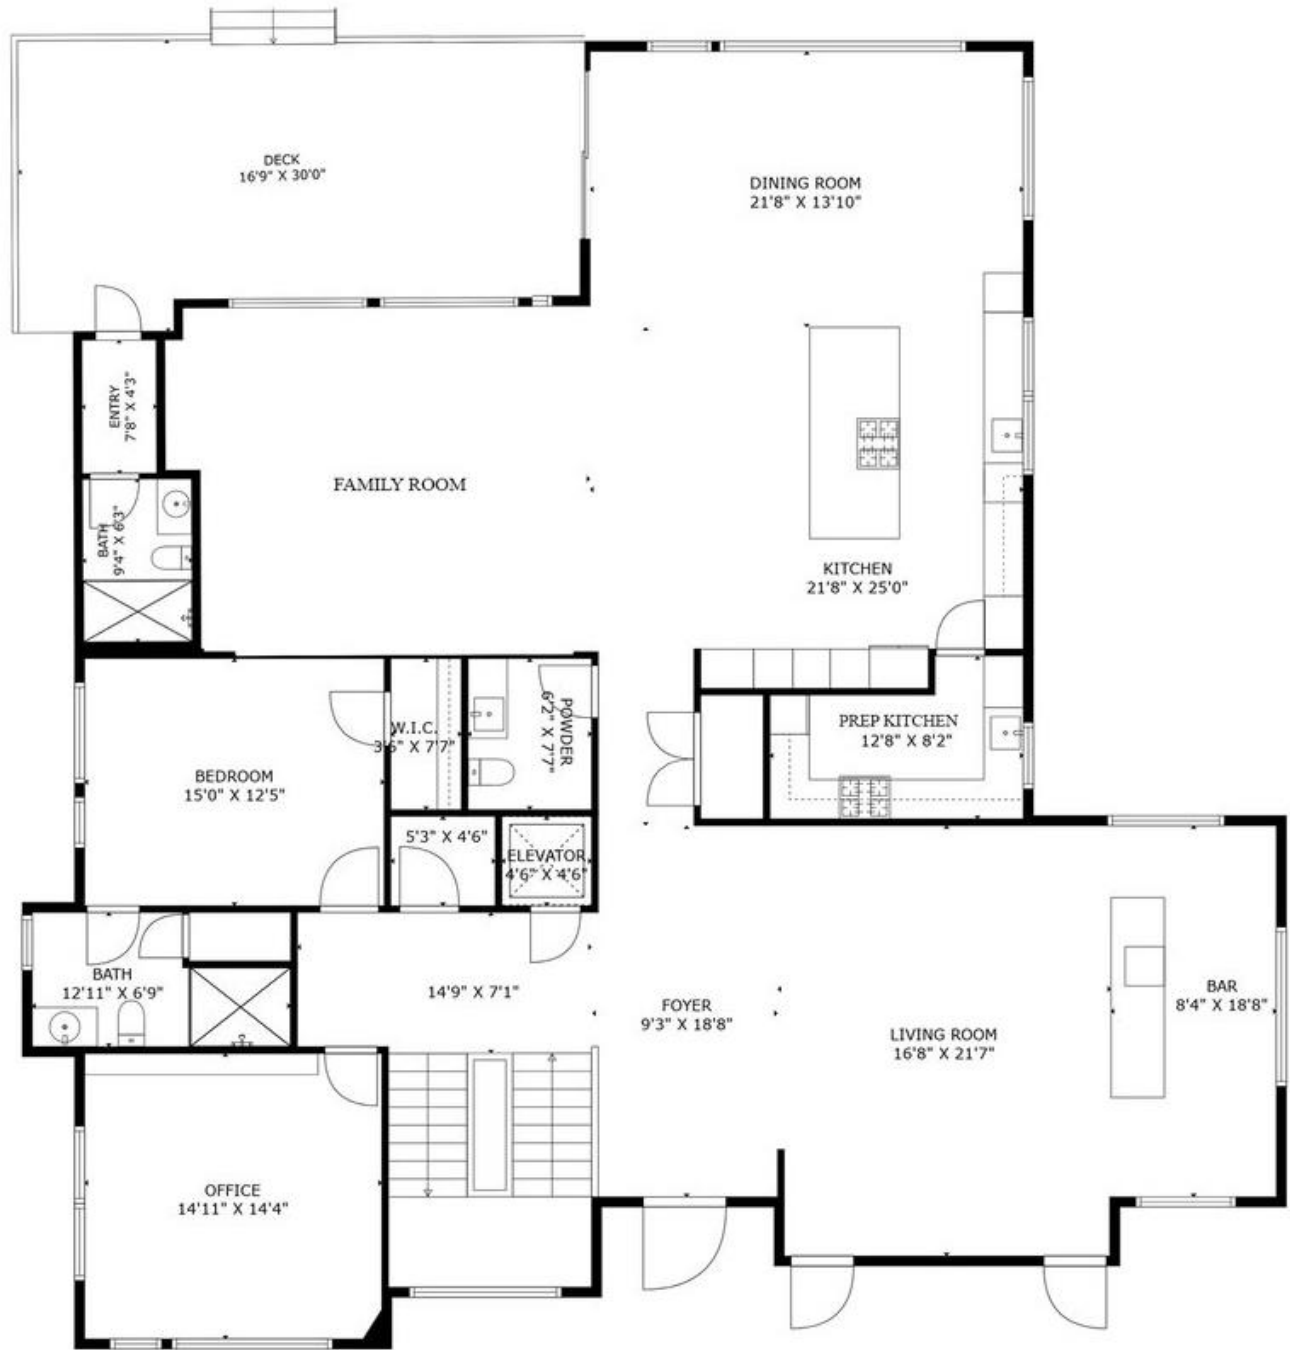 DECK
16'9" X 30'0"
DINING ROOM
21'8" X 13'10"
ENTRY
7'8" X 4'3"
FAMILY ROOM
BATH
9'4" X 6'3"
KITCHEN
21'8" X 25'0"
W.I.C.
3'6" X 7'7"
POWDER
6'2" X 7'7"
PREP KITCHEN
12'8" X 8'2"
BEDROOM
15'0" X 12'5"
5'3" X 4'6"
ELEVATOR
4'6" X 4'6"
BATH
12'11" X 6'9"
14'9" X 7'1"
FOYER
9'3" X 18'8"
BAR
8'4" X 18'8"
LIVING ROOM
16'8" X 21'7"
OFFICE
14'11" X 14'4"